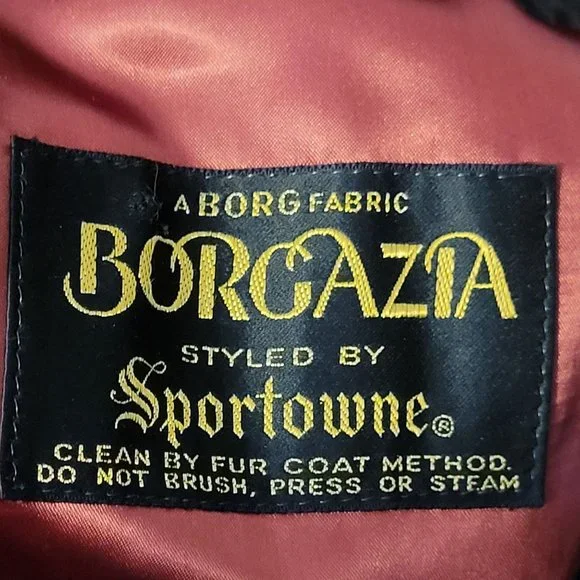 A BORG FABRIC
BORGAZIA
STYLED BY
Sportowne®
CLEAN BY FUR COAT METHOD.
DO NOT BRUSH, PRESS OR STEAM